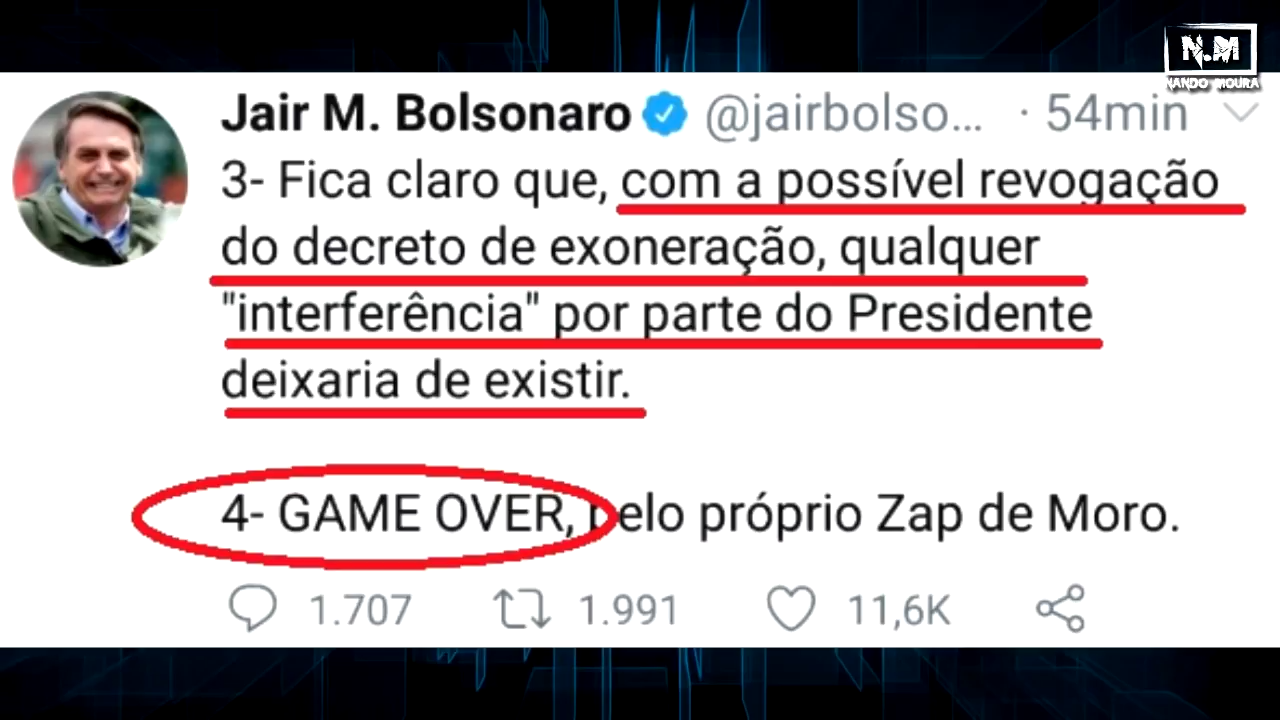 N.M
NANDO MOURA
Jair M. Bolsonaro @jairbolso... · 54min
3- Fica claro que, com a possível revogação
do decreto de exoneração, qualquer
"interferência" por parte do Presidente
deixaria de existir.
4- GAME OVER, pelo próprio Zap de Moro.
1.707 1.991 11,6K